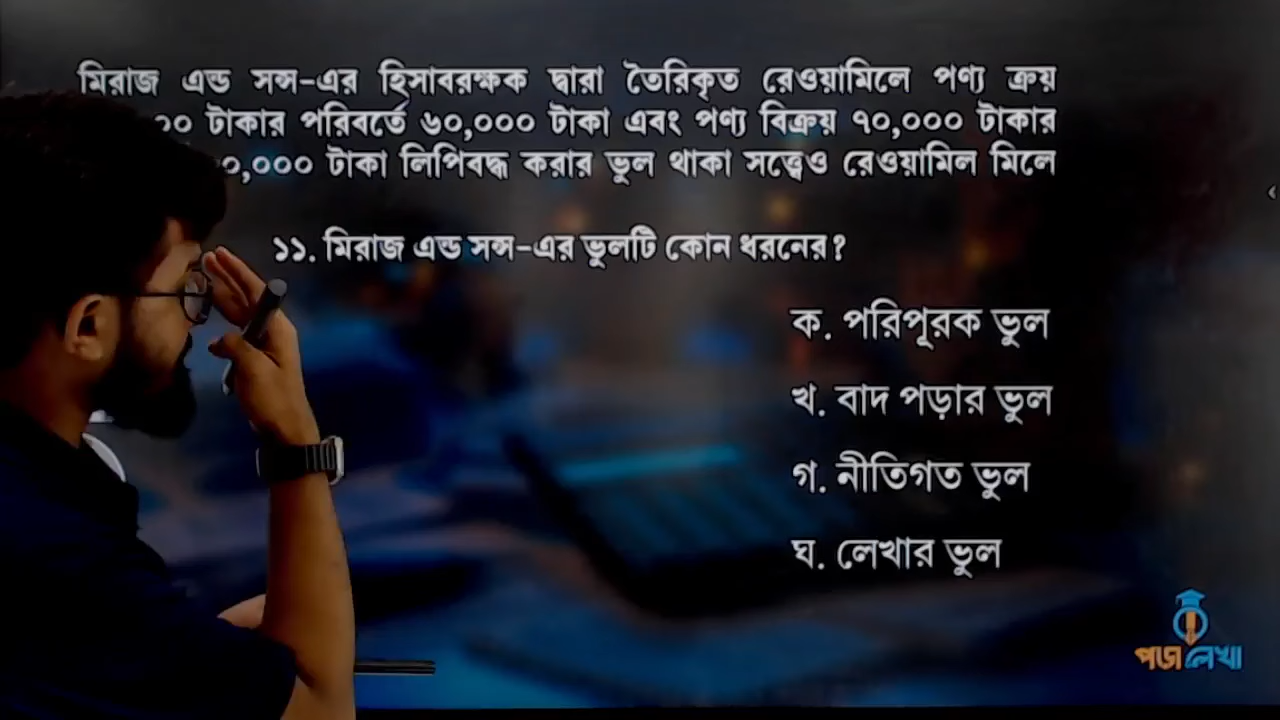 মিরাজ এন্ড সন্স-এর হিসাবরক্ষক দ্বারা তৈরিকৃত রেওয়ামিলে পণ্য ক্রয়
টাকার পরিবর্তে ৬০,০০০ টাকা এবং পণ্য বিক্রয় ৭০,০০০ টাকার
টাকা লিপিবদ্ধ করার ভুল থাকা সত্ত্বেও রেওয়ামিল মিলে
১১. মিরাজ এন্ড সন্স-এর ভুলটি কোন ধরনের?
ক. পরিপূরক ভুল
খ. বাদ পড়ার ভুল
গ. নীতিগত ভুল
ঘ. লেখার ভুল
পড়ালেখা